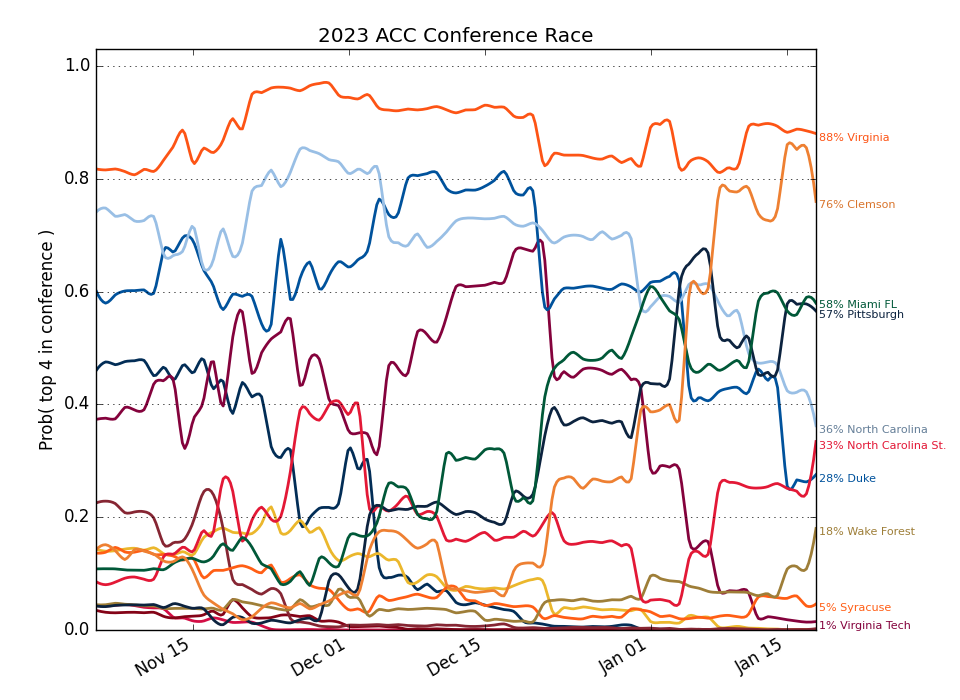 2023 ACC Conference Race
Prob( top 4 in conference )
1.0
0.8
0.6
0.4
0.2
0.0
Nov 15
Dec 01
Dec 15
Jan 01
Jan 15
88% Virginia
76% Clemson
58% Miami FL
57% Pittsburgh
36% North Carolina
33% North Carolina St.
28% Duke
18% Wake Forest
5% Syracuse
1% Virginia Tech